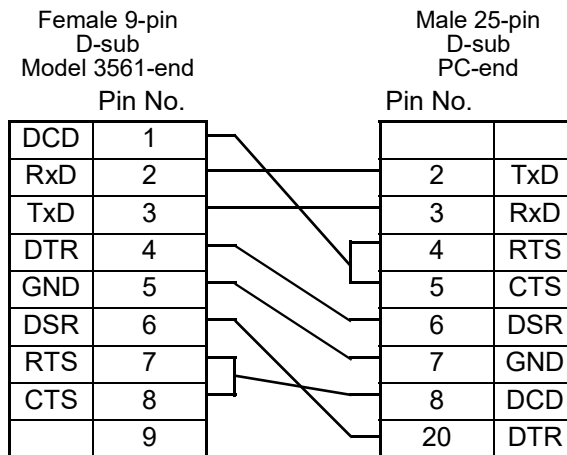 Female 9-pin
D-sub
Model 3561-end
Male 25-pin
D-sub
PC-end
Pin No.
Pin No.
DCD 1
RxD 2 2 TxD
TxD 3 3 RxD
DTR 4 4 RTS
GND 5 5 CTS
DSR 6 6 DSR
RTS 7 7 GND
CTS 8 8 DCD
9 20 DTR